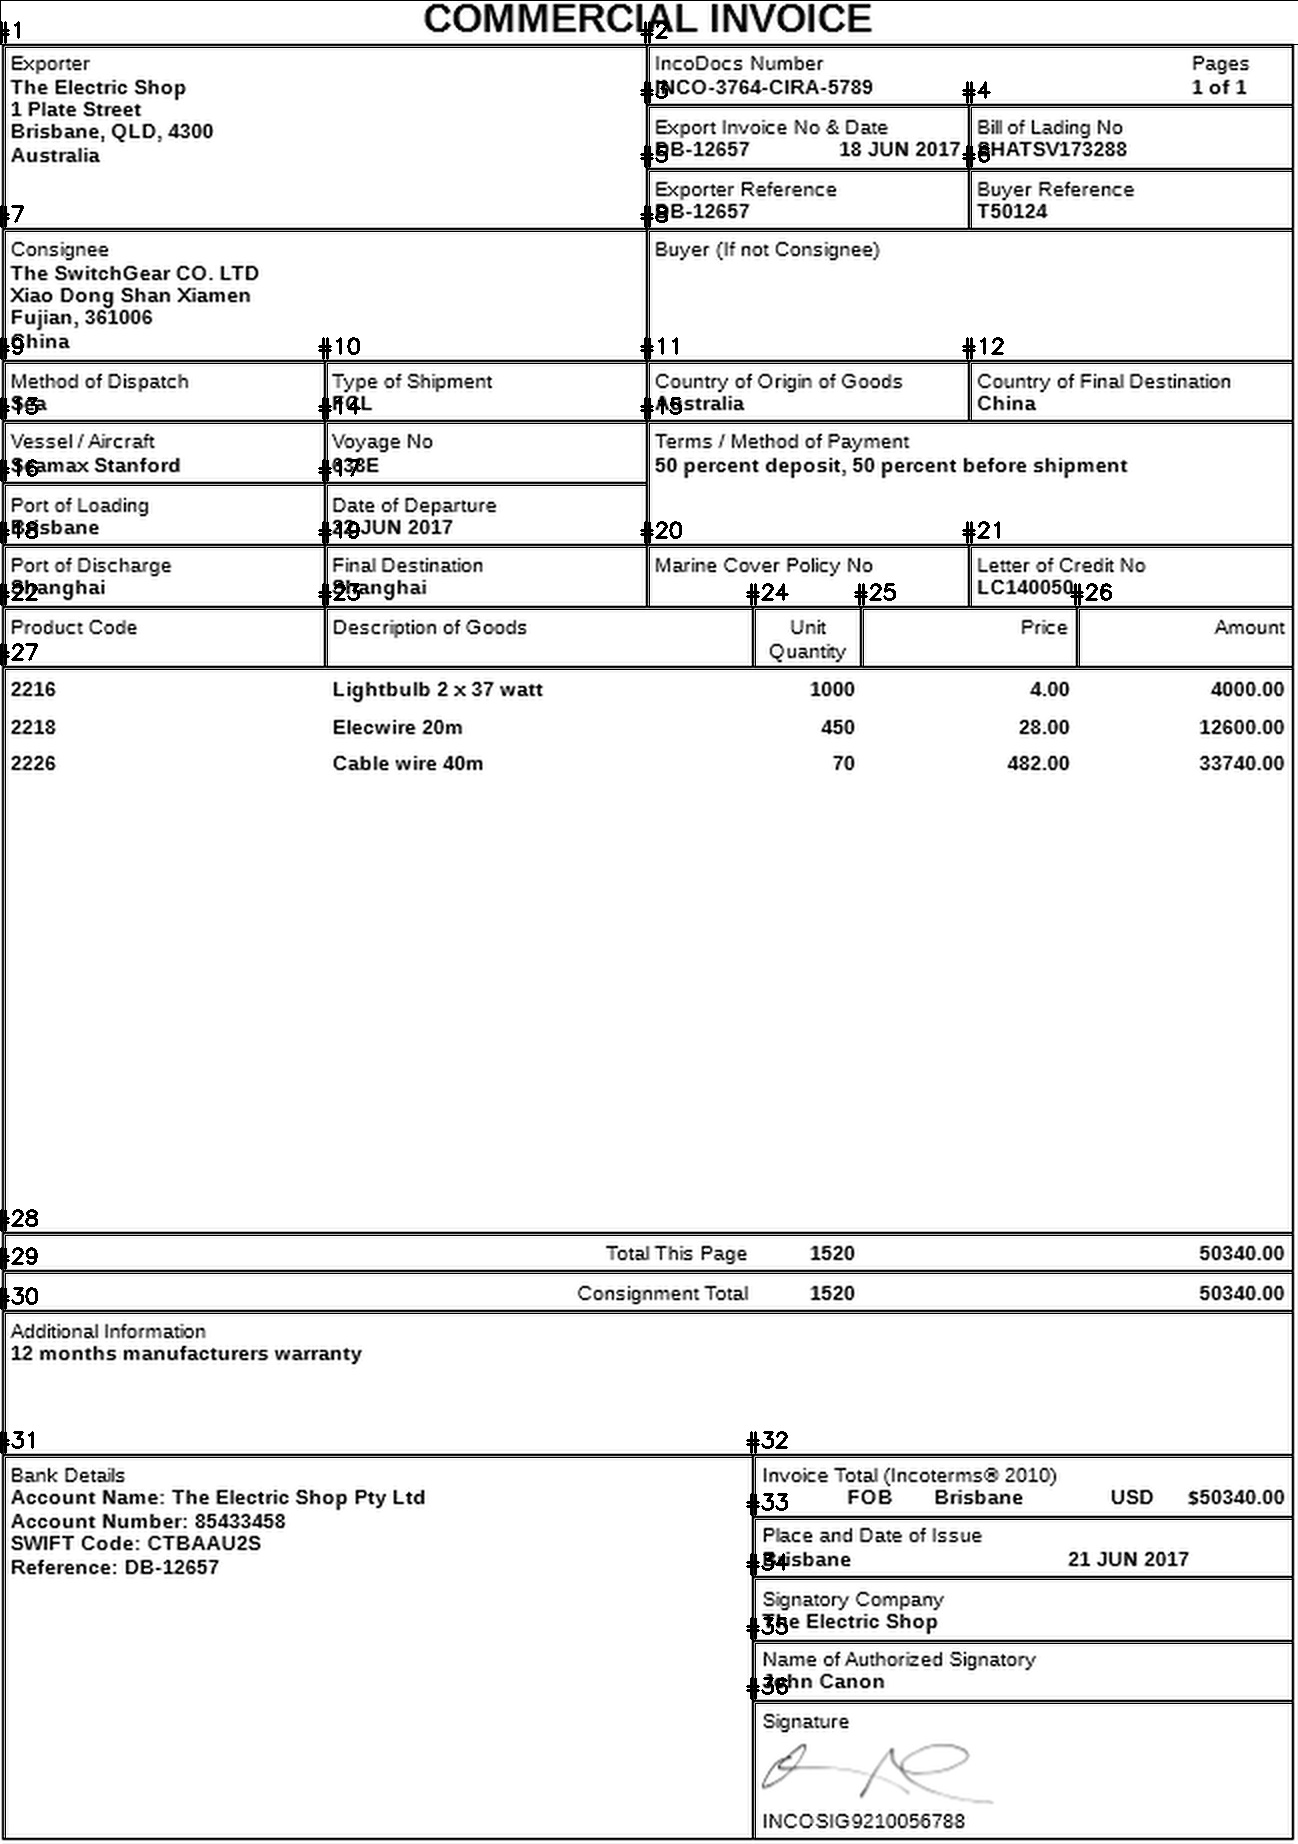 COMMERCIAL INVOICE
#1
#2
Exporter
The Electric Shop
1 Plate Street
Brisbane, QLD, 4300
Australia
IncoDocs Number
INCO-3764-CIRA-5789
Pages
1 of 1
#3
#4
Export Invoice No & Date
DB-12657 18 JUN 2017
Bill of Lading No
SHATSV173288
#5
#6
Exporter Reference
DB-12657
Buyer Reference
T50124
#7
#8
Consignee
The SwitchGear CO. LTD
Xiao Dong Shan Xiamen
Fujian, 361006
China
Buyer (If not Consignee)
#9
#10
#11
#12
Method of Dispatch
Sea
Type of Shipment
FCL
Country of Origin of Goods
Australia
Country of Final Destination
China
#13
#14
#15
Vessel / Aircraft
Seamax Stanford
Voyage No
033E
Terms / Method of Payment
50 percent deposit, 50 percent before shipment
#16
#17
Port of Loading
Brisbane
Date of Departure
22 JUN 2017
#18
#19
#20
#21
Port of Discharge
Shanghai
Final Destination
Shanghai
Marine Cover Policy No
Letter of Credit No
LC140050
#22
#23
#24
#25
#26
Product Code
Description of Goods
Unit
Quantity
Price
Amount
#27
2216 Lightbulb 2 x 37 watt 1000 4.00 4000.00
2218 Elecwire 20m 450 28.00 12600.00
2226 Cable wire 40m 70 482.00 33740.00
#28
Total This Page 1520 50340.00
#29
Consignment Total 1520 50340.00
#30
Additional Information
12 months manufacturers warranty
#31
#32
Bank Details
Account Name: The Electric Shop Pty Ltd
Account Number: 85433458
SWIFT Code: CTBAAU2S
Reference: DB-12657
Invoice Total (Incoterms® 2010)
FOB Brisbane USD $50340.00
#33
Place and Date of Issue
Brisbane 21 JUN 2017
#34
Signatory Company
The Electric Shop
#35
Name of Authorized Signatory
John Canon
#36
Signature
INCOSIG9210056788